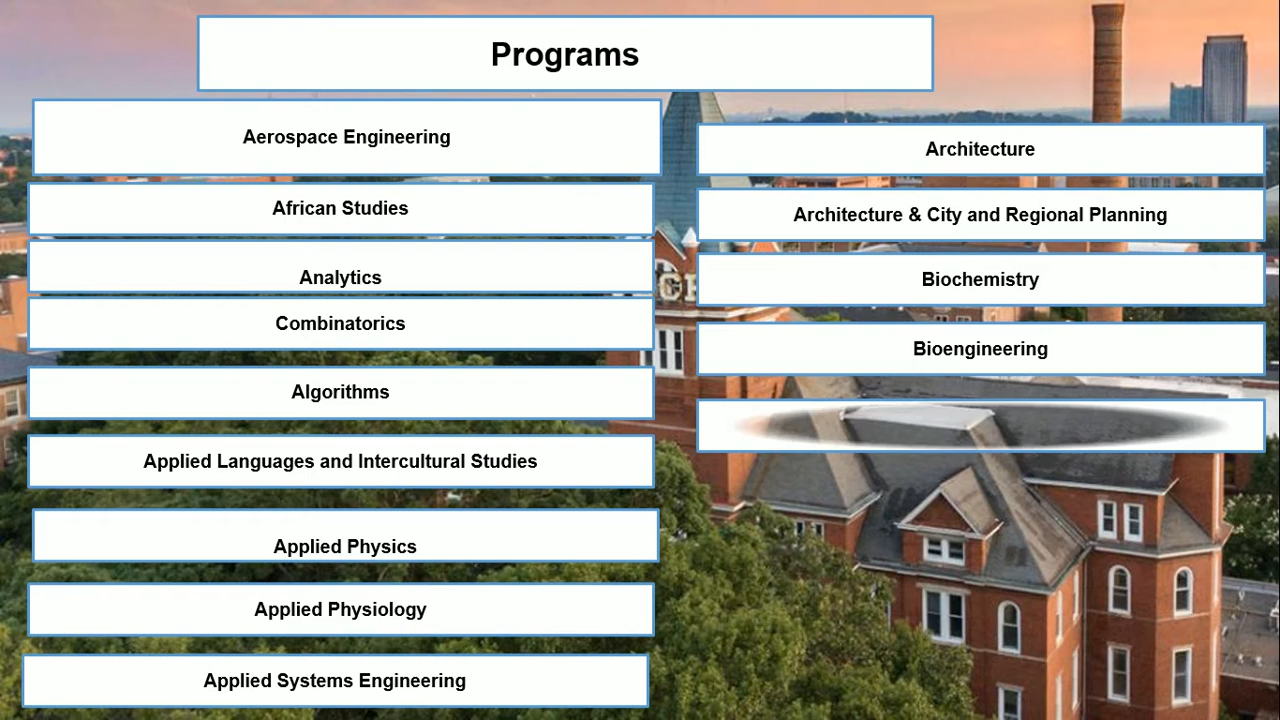 Programs
Aerospace Engineering
African Studies
Analytics
Combinatorics
Algorithms
Applied Languages and Intercultural Studies
Applied Physics
Applied Physiology
Applied Systems Engineering
Architecture
Architecture & City and Regional Planning
Biochemistry
Bioengineering